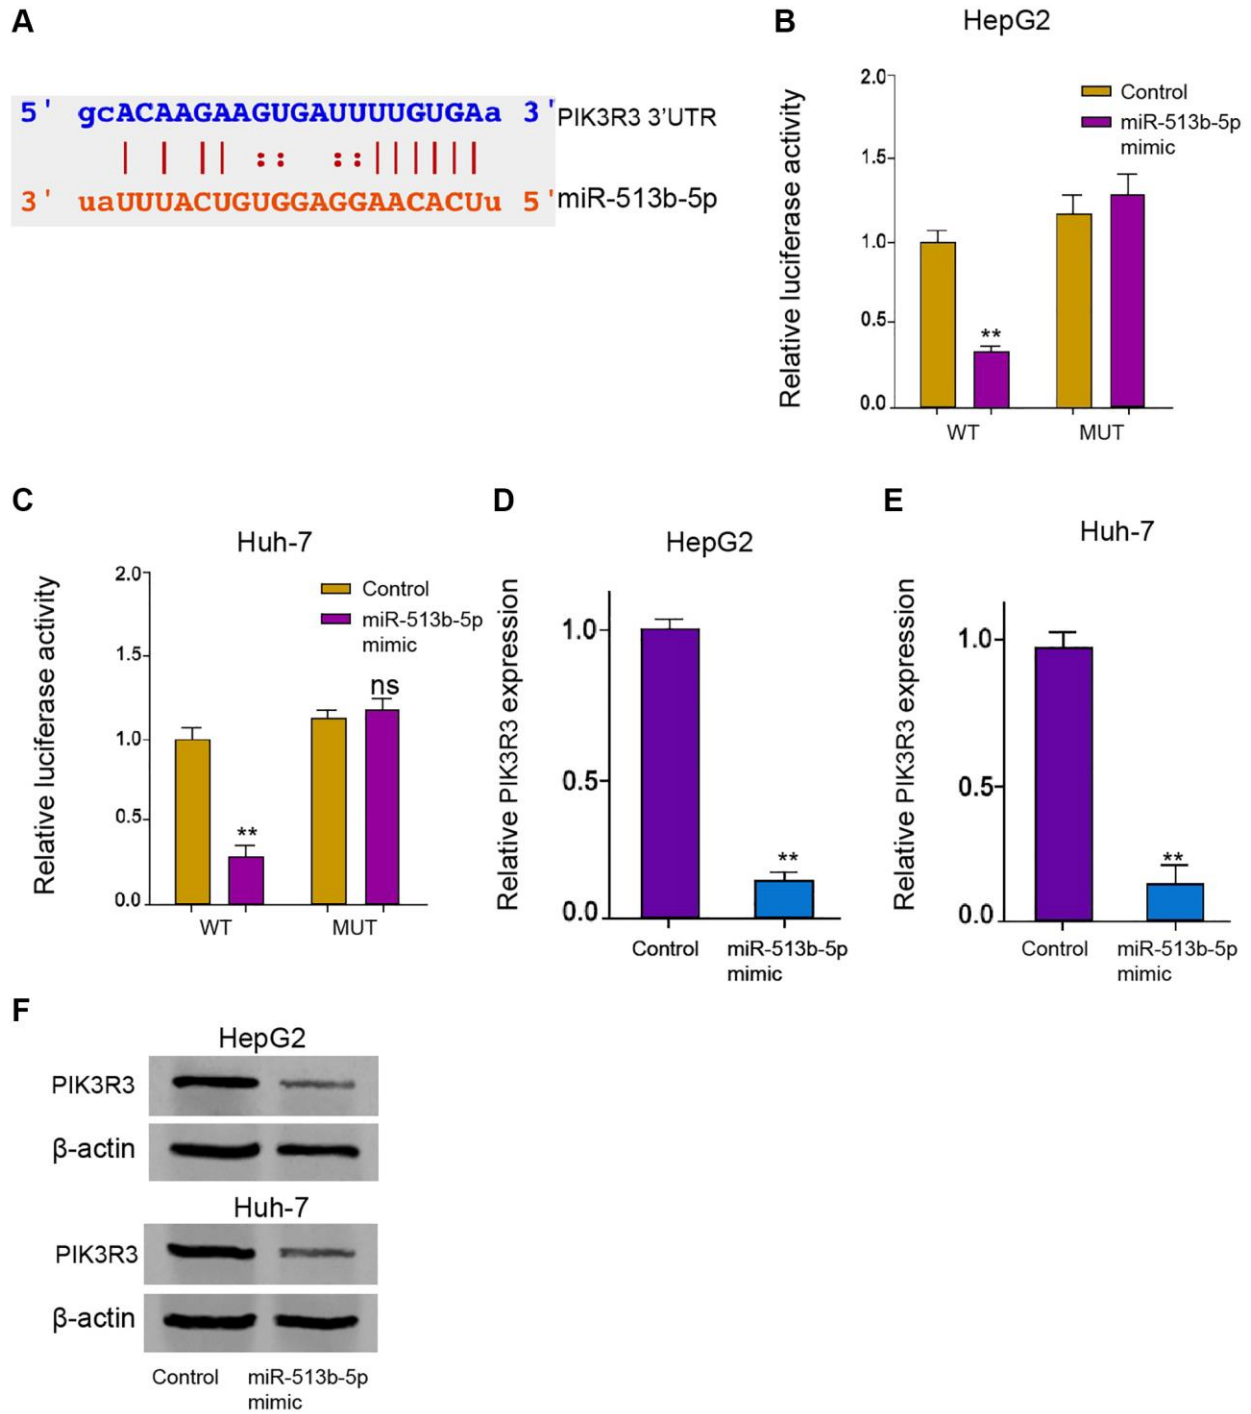 A
5' gcACAAGAAGUGAUUUUGUGAa 3' PIK3R3 3'UTR
3' uaUUUACUGUGGAGGAACACUu 5' miR-513b-5p
B
HepG2
Relative luciferase activity
2.0
1.5
1.0
0.5
0.0
Control
miR-513b-5p
mimic
**
WT
MUT
C
Huh-7
Relative luciferase activity
2.0
1.5
1.0
0.5
0.0
Control
miR-513b-5p
mimic
**
ns
WT
MUT
D
HepG2
Relative PIK3R3 expression
1.0
0.5
0.0
**
Control
miR-513b-5p
mimic
E
Huh-7
Relative PIK3R3 expression
1.0
0.5
0.0
**
Control
miR-513b-5p
mimic
F
HepG2
PIK3R3
β-actin
Huh-7
PIK3R3
β-actin
Control
miR-513b-5p
mimic